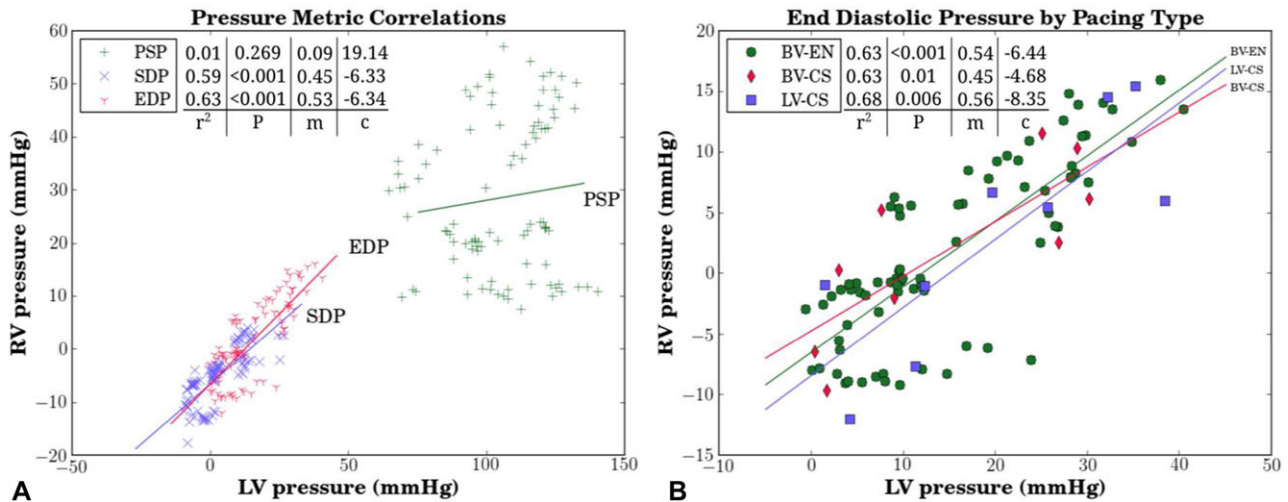 Pressure Metric Correlations
60
50
40
30
20
10
0
−10
−20
RV pressure (mmHg)
PSP 0.01 0.269 0.09 19.14
SDP 0.59 <0.001 0.45 -6.33
EDP 0.63 <0.001 0.53 -6.34
r² P m c
PSP
EDP
SDP
−50 0 50 100 150
LV pressure (mmHg)
A
End Diastolic Pressure by Pacing Type
20
15
10
5
0
−5
−10
−15
RV pressure (mmHg)
BV-EN 0.63 <0.001 0.54 -6.44
BV-CS 0.63 0.01 0.45 -4.68
LV-CS 0.68 0.006 0.56 -8.35
r² P m c
BV-EN
LV-CS
BV-CS
−10 0 10 20 30 40 50
LV pressure (mmHg)
B